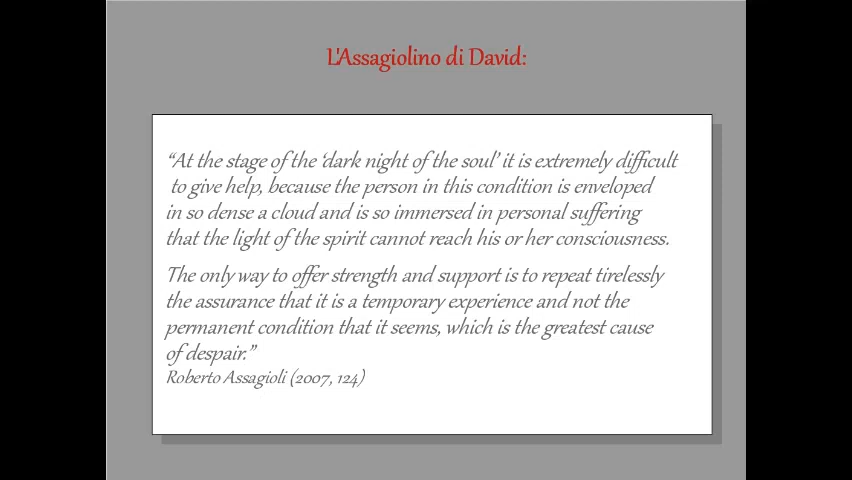 L'Assagiolino di David:
“At the stage of the ‘dark night of the soul’ it is extremely difficult
to give help, because the person in this condition is enveloped
in so dense a cloud and is so immersed in personal suffering
that the light of the spirit cannot reach his or her consciousness.
The only way to offer strength and support is to repeat tirelessly
the assurance that it is a temporary experience and not the
permanent condition that it seems, which is the greatest cause
of despair.”
Roberto Assagioli (2007, 124)